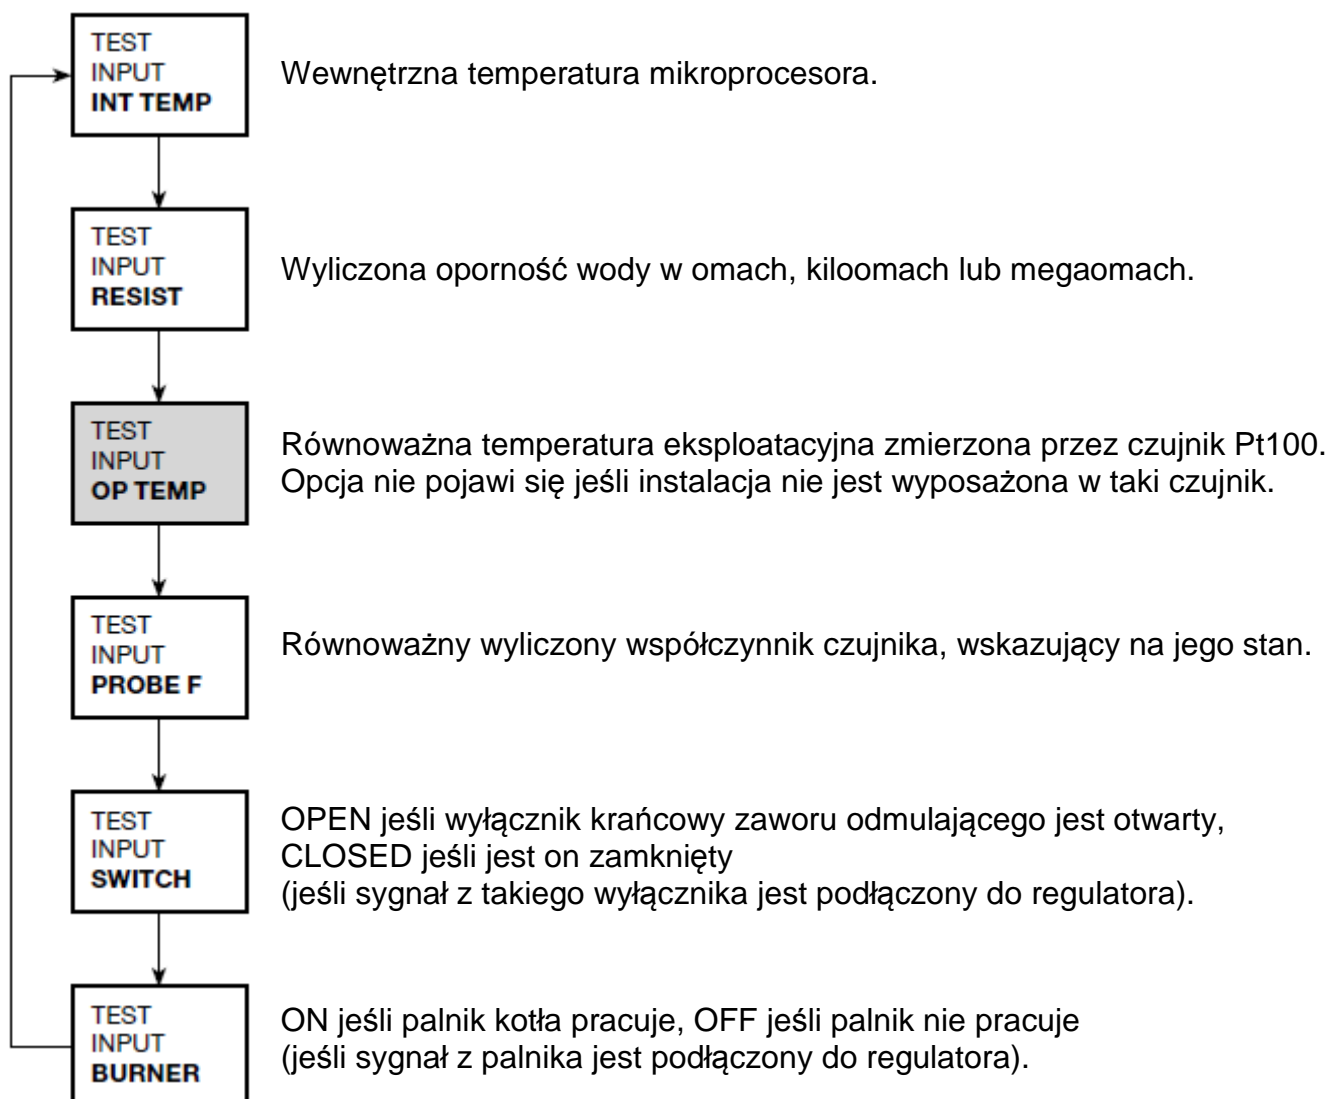 TEST
INPUT
INT TEMP
Wewnętrzna temperatura mikroprocesora.
TEST
INPUT
RESIST
Wyliczona oporność wody w omach, kiloomach lub megaomach.
TEST
INPUT
OP TEMP
Równoważna temperatura eksploatacyjna zmierzona przez czujnik Pt100.
Opcja nie pojawi się jeśli instalacja nie jest wyposażona w taki czujnik.
TEST
INPUT
PROBE F
Równoważny wyliczony współczynnik czujnika, wskazujący na jego stan.
TEST
INPUT
SWITCH
OPEN jeśli wyłącznik krańcowy zaworu odmulającego jest otwarty,
CLOSED jeśli jest on zamknięty
(jeśli sygnał z takiego wyłącznika jest podłączony do regulatora).
TEST
INPUT
BURNER
ON jeśli palnik kotła pracuje, OFF jeśli palnik nie pracuje
(jeśli sygnał z palnika jest podłączony do regulatora).